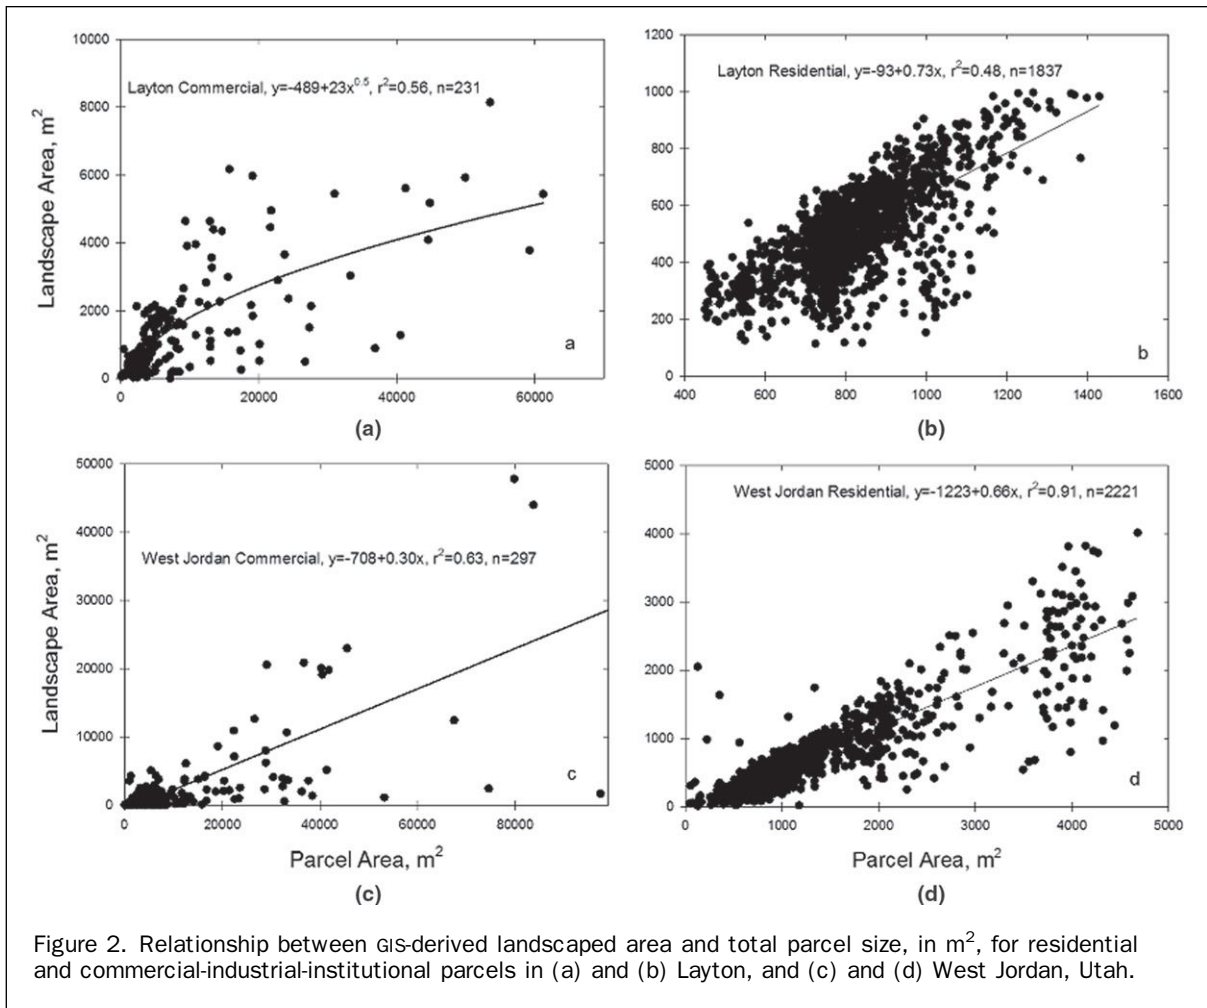 10000
8000
6000
4000
2000
0
Landscape Area, m²
Layton Commercial, y=-489+23x^0.5, r²=0.56, n=231
a
0 20000 40000 60000
(a)
1200
1000
800
600
400
200
0
Layton Residential, y=-93+0.73x, r²=0.48, n=1837
b
400 600 800 1000 1200 1400 1600
(b)
50000
40000
30000
20000
10000
0
Landscape Area, m²
West Jordan Commercial, y=-708+0.30x, r²=0.63, n=297
c
0 20000 40000 60000 80000
Parcel Area, m²
(c)
5000
4000
3000
2000
1000
0
West Jordan Residential, y=-1223+0.66x, r²=0.91, n=2221
d
0 1000 2000 3000 4000 5000
Parcel Area, m²
(d)
Figure 2. Relationship between GIS-derived landscaped area and total parcel size, in m², for residential
and commercial-industrial-institutional parcels in (a) and (b) Layton, and (c) and (d) West Jordan, Utah.